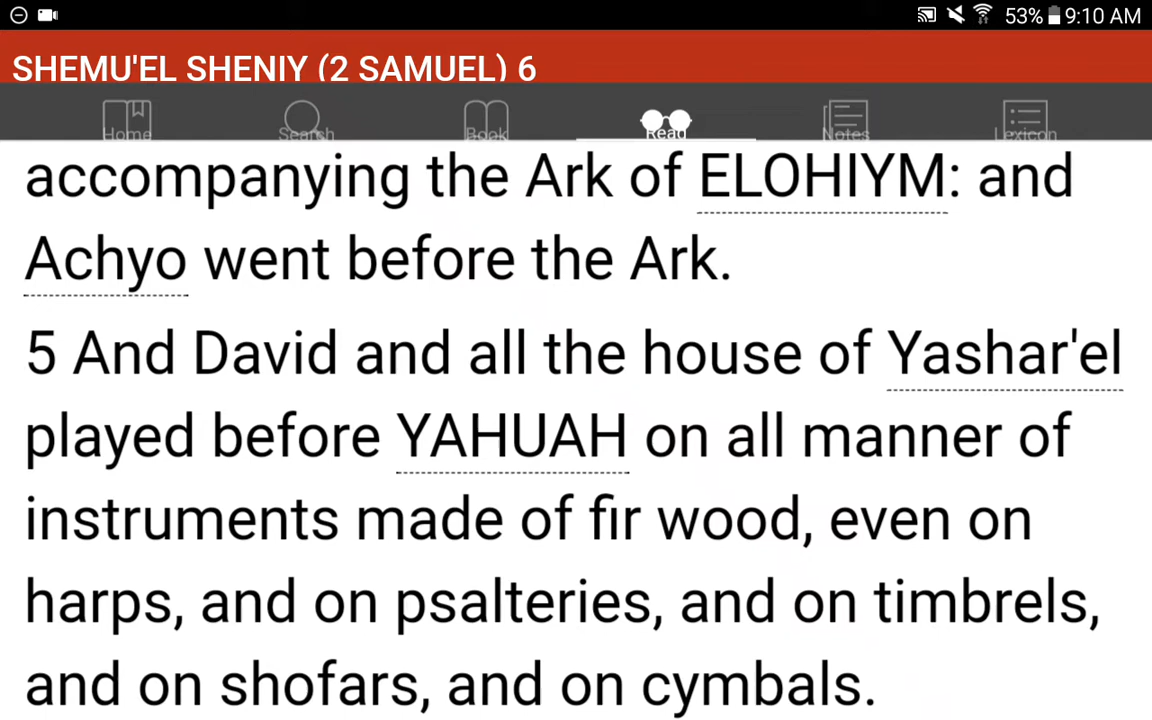 53% 9:10 AM
SHEMU'EL SHENIY (2 SAMUEL) 6
Home Search Book Read Notes Lexicon
accompanying the Ark of ELOHIYM: and
Achyo went before the Ark.
5 And David and all the house of Yashar'el
played before YAHUAH on all manner of
instruments made of fir wood, even on
harps, and on psalteries, and on timbrels,
and on shofars, and on cymbals.